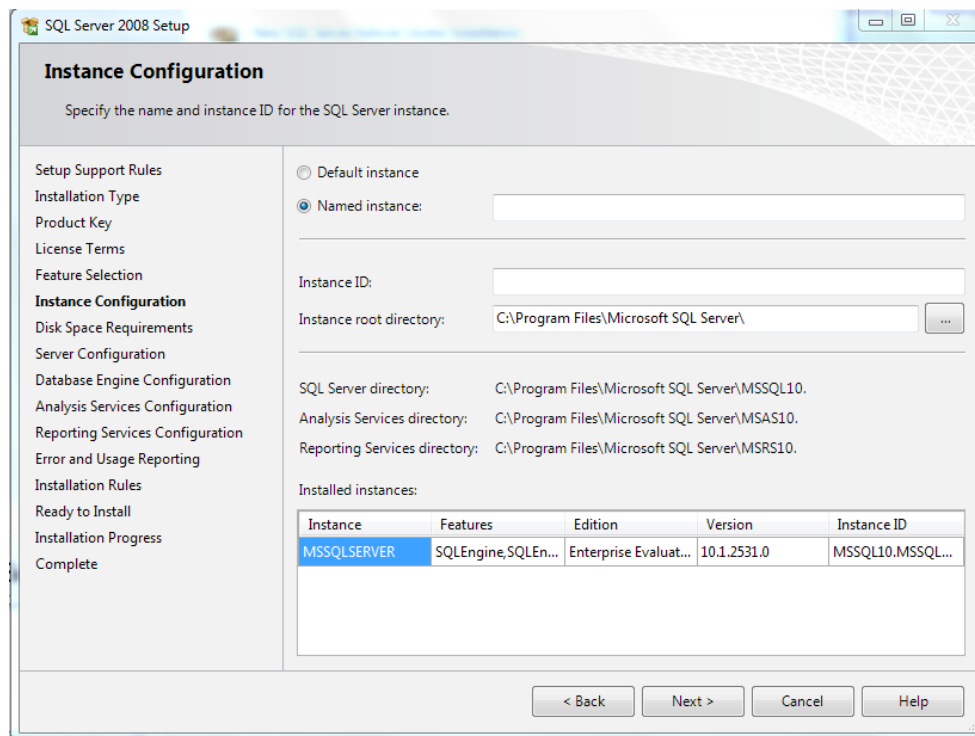 SQL Server 2008 Setup
Instance Configuration
Specify the name and instance ID for the SQL Server instance.
Setup Support Rules
Installation Type
Product Key
License Terms
Feature Selection
Instance Configuration
Disk Space Requirements
Server Configuration
Database Engine Configuration
Analysis Services Configuration
Reporting Services Configuration
Error and Usage Reporting
Installation Rules
Ready to Install
Installation Progress
Complete
Default instance
Named instance:
Instance ID:
Instance root directory: C:\Program Files\Microsoft SQL Server\ ...
SQL Server directory: C:\Program Files\Microsoft SQL Server\MSSQL10.
Analysis Services directory: C:\Program Files\Microsoft SQL Server\MSAS10.
Reporting Services directory: C:\Program Files\Microsoft SQL Server\MSRS10.
Installed instances:
Instance Features Edition Version Instance ID
MSSQLSERVER SQLEngine,SQLEn... Enterprise Evaluat... 10.1.2531.0 MSSQL10.MSSQL...
< Back Next > Cancel Help